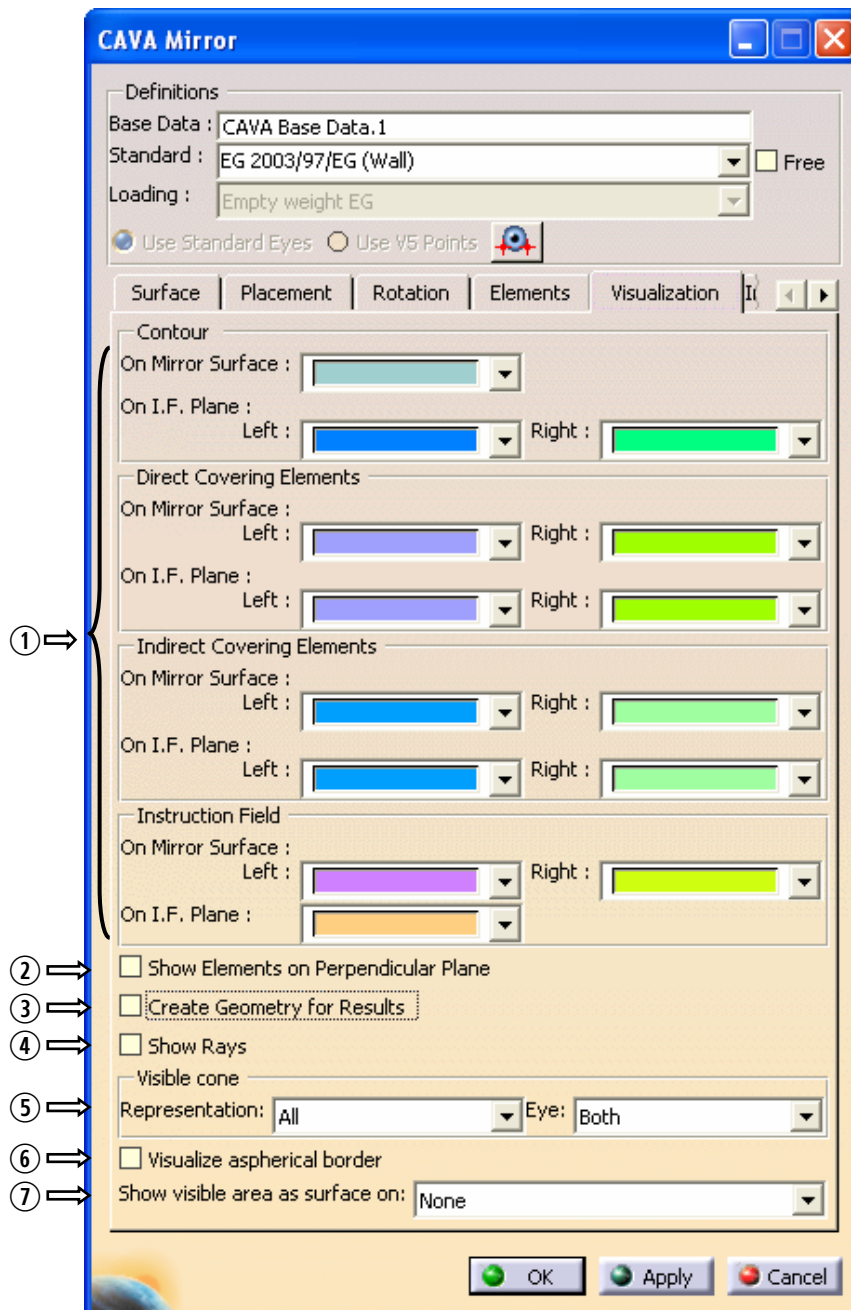 CAVA Mirror
Definitions
Base Data : CAVA Base Data.1
Standard : EG 2003/97/EG (Wall) Free
Loading : Empty weight EG
Use Standard Eyes Use V5 Points
Surface Placement Rotation Elements Visualization
Contour
On Mirror Surface :
On I.F. Plane :
Left : Right :
Direct Covering Elements
On Mirror Surface :
Left : Right :
On I.F. Plane :
Left : Right :
① Indirect Covering Elements
On Mirror Surface :
Left : Right :
On I.F. Plane :
Left : Right :
Instruction Field
On Mirror Surface :
Left : Right :
On I.F. Plane :
② Show Elements on Perpendicular Plane
③ Create Geometry for Results
④ Show Rays
Visible cone
⑤ Representation: All Eye: Both
⑥ Visualize aspherical border
⑦ Show visible area as surface on: None
OK Apply Cancel